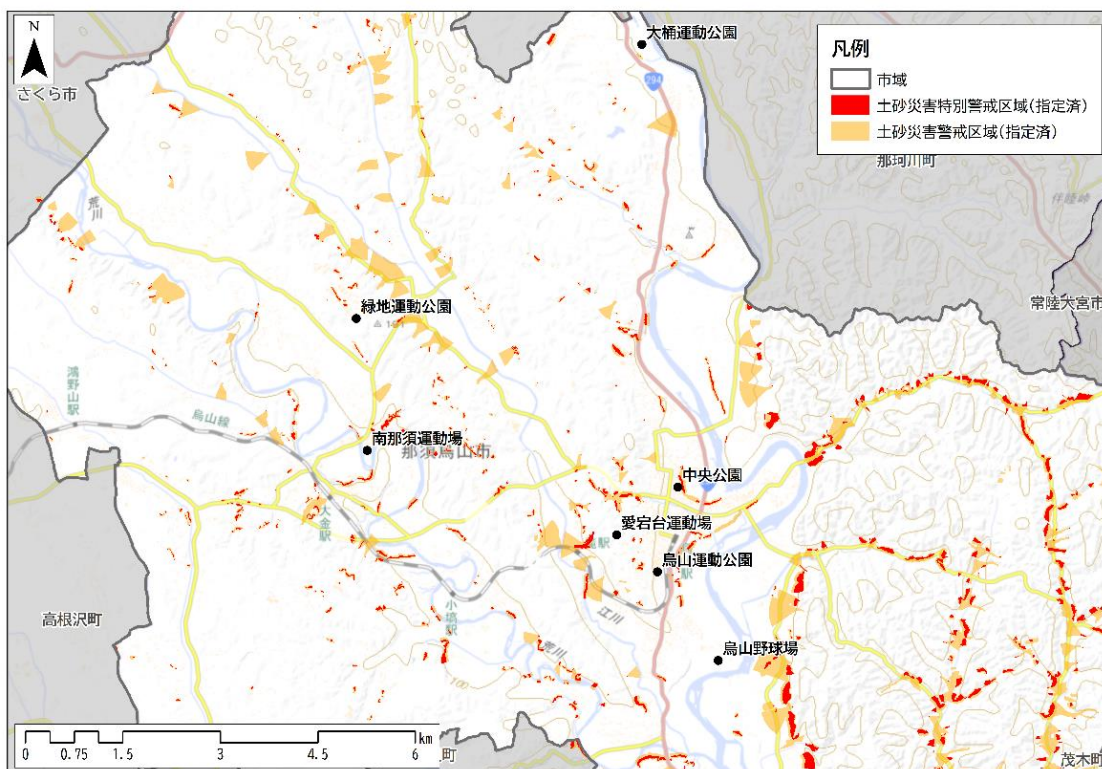 N
大桶運動公園
294
凡例
市域
土砂災害特別警戒区域(指定済)
土砂災害警戒区域(指定済)
さくら市
那珂川町
荒川
常陸大宮市
緑地運動公園
鴻野山駅
烏山線
南那須運動場
那須烏山市
中央公園
大金駅
愛宕台運動場
烏山運動公園
駅
小塙駅
江川
高根沢町
荒川
烏山野球場
100
茂木町
町
0 0.75 1.5 3 4.5 6 km